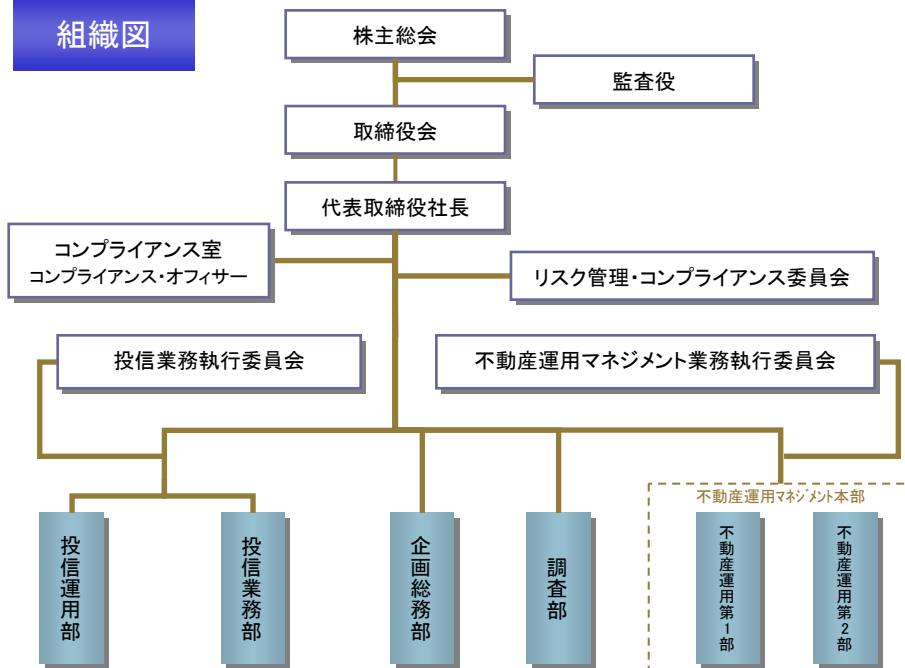 組織図
株主総会
監査役
取締役会
代表取締役社長
コンプライアンス室
コンプライアンス・オフィサー
リスク管理・コンプライアンス委員会
投信業務執行委員会
不動産運用マネジメント業務執行委員会
不動産運用マネジメント本部
投信運用部
投信業務部
企画総務部
調査部
不動産運用第1部
不動産運用第2部